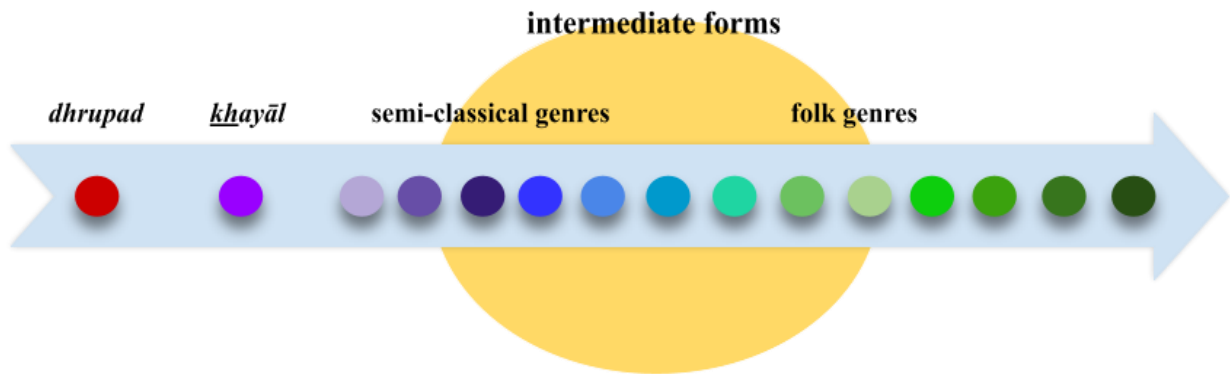 intermediate forms
dhrupad khayāl semi-classical genres folk genres